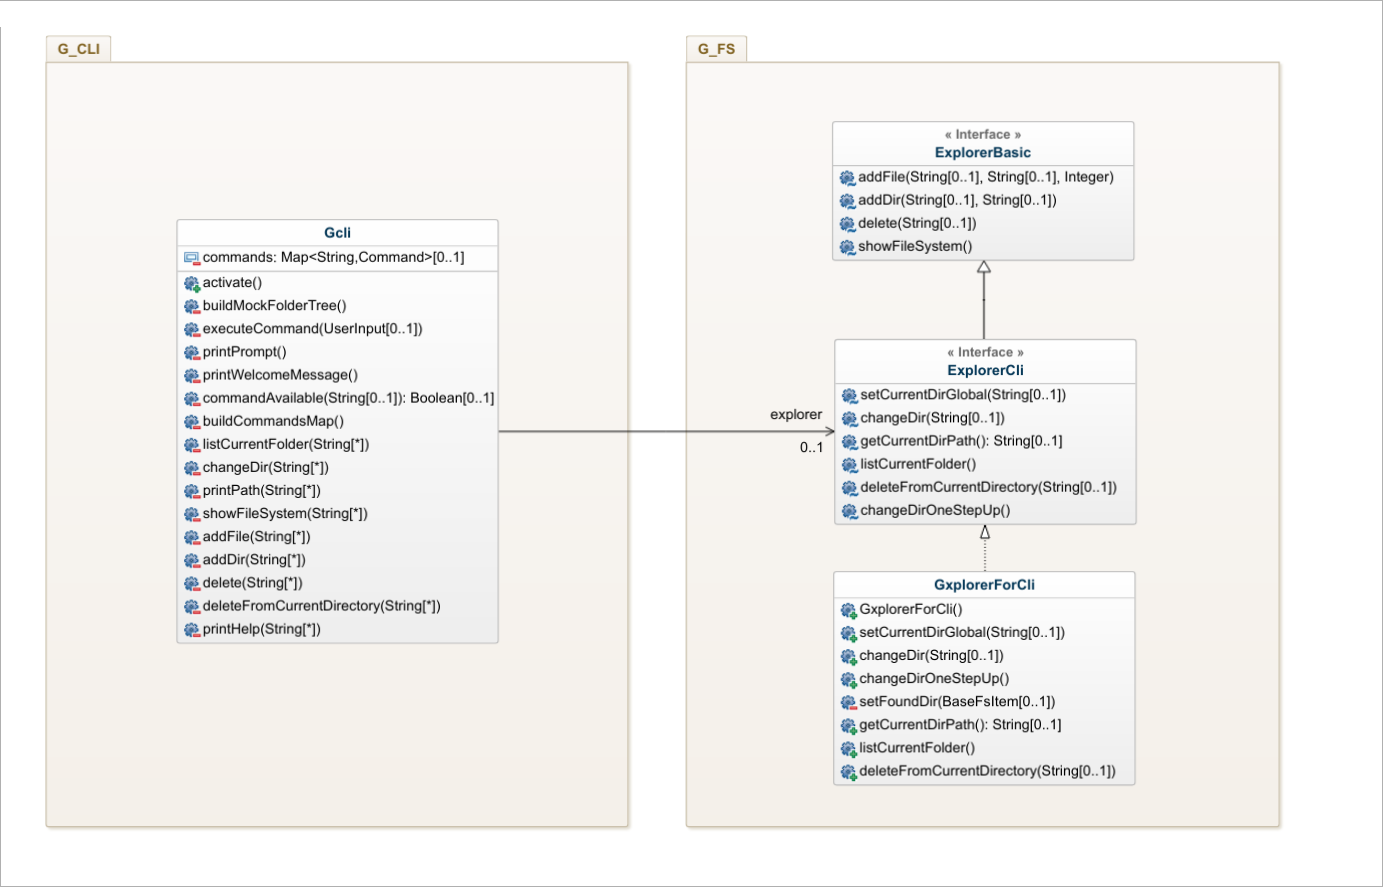 G_CLI
Gcli
commands: Map<String,Command>[0..1]
activate()
buildMockFolderTree()
executeCommand(UserInput[0..1])
printPrompt()
printWelcomeMessage()
commandAvailable(String[0..1]): Boolean[0..1]
buildCommandsMap()
listCurrentFolder(String[*])
changeDir(String[*])
printPath(String[*])
showFileSystem(String[*])
addFile(String[*])
addDir(String[*])
delete(String[*])
deleteFromCurrentDirectory(String[*])
printHelp(String[*])
explorer
0..1
G_FS
« Interface »
ExplorerBasic
addFile(String[0..1], String[0..1], Integer)
addDir(String[0..1], String[0..1])
delete(String[0..1])
showFileSystem()
« Interface »
ExplorerCli
setCurrentDirGlobal(String[0..1])
changeDir(String[0..1])
getCurrentDirPath(): String[0..1]
listCurrentFolder()
deleteFromCurrentDirectory(String[0..1])
changeDirOneStepUp()
GxplorerForCli
GxplorerForCli()
setCurrentDirGlobal(String[0..1])
changeDir(String[0..1])
changeDirOneStepUp()
setFoundDir(BaseFsItem[0..1])
getCurrentDirPath(): String[0..1]
listCurrentFolder()
deleteFromCurrentDirectory(String[0..1])